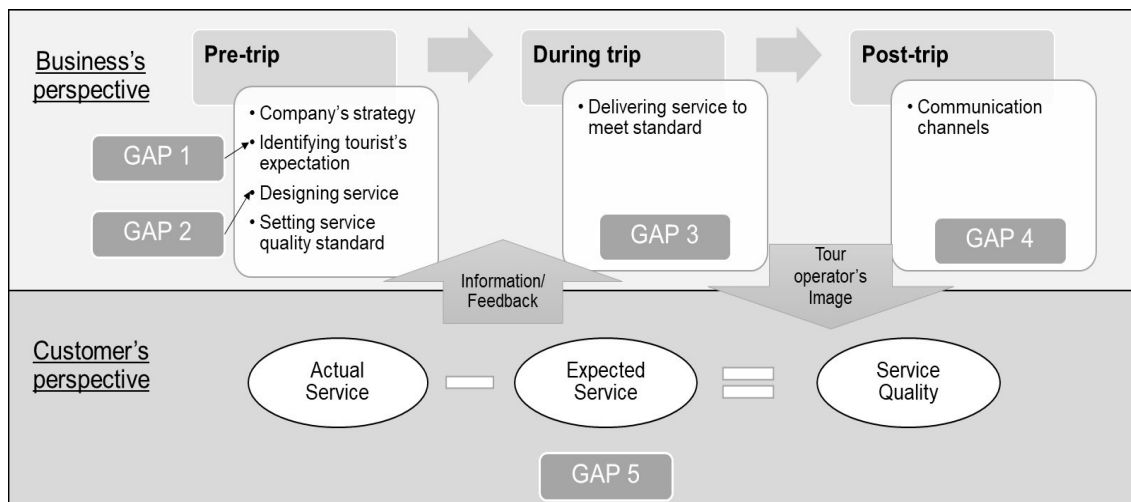 Business's
perspective
Pre-trip
During trip
Post-trip
• Company's strategy
• Identifying tourist's
expectation
• Designing service
• Setting service
quality standard
• Delivering service to
meet standard
• Communication
channels
GAP 1
GAP 2
GAP 3
GAP 4
Information/
Feedback
Tour
operator's
Image
Customer's
perspective
Actual
Service
Expected
Service
Service
Quality
GAP 5